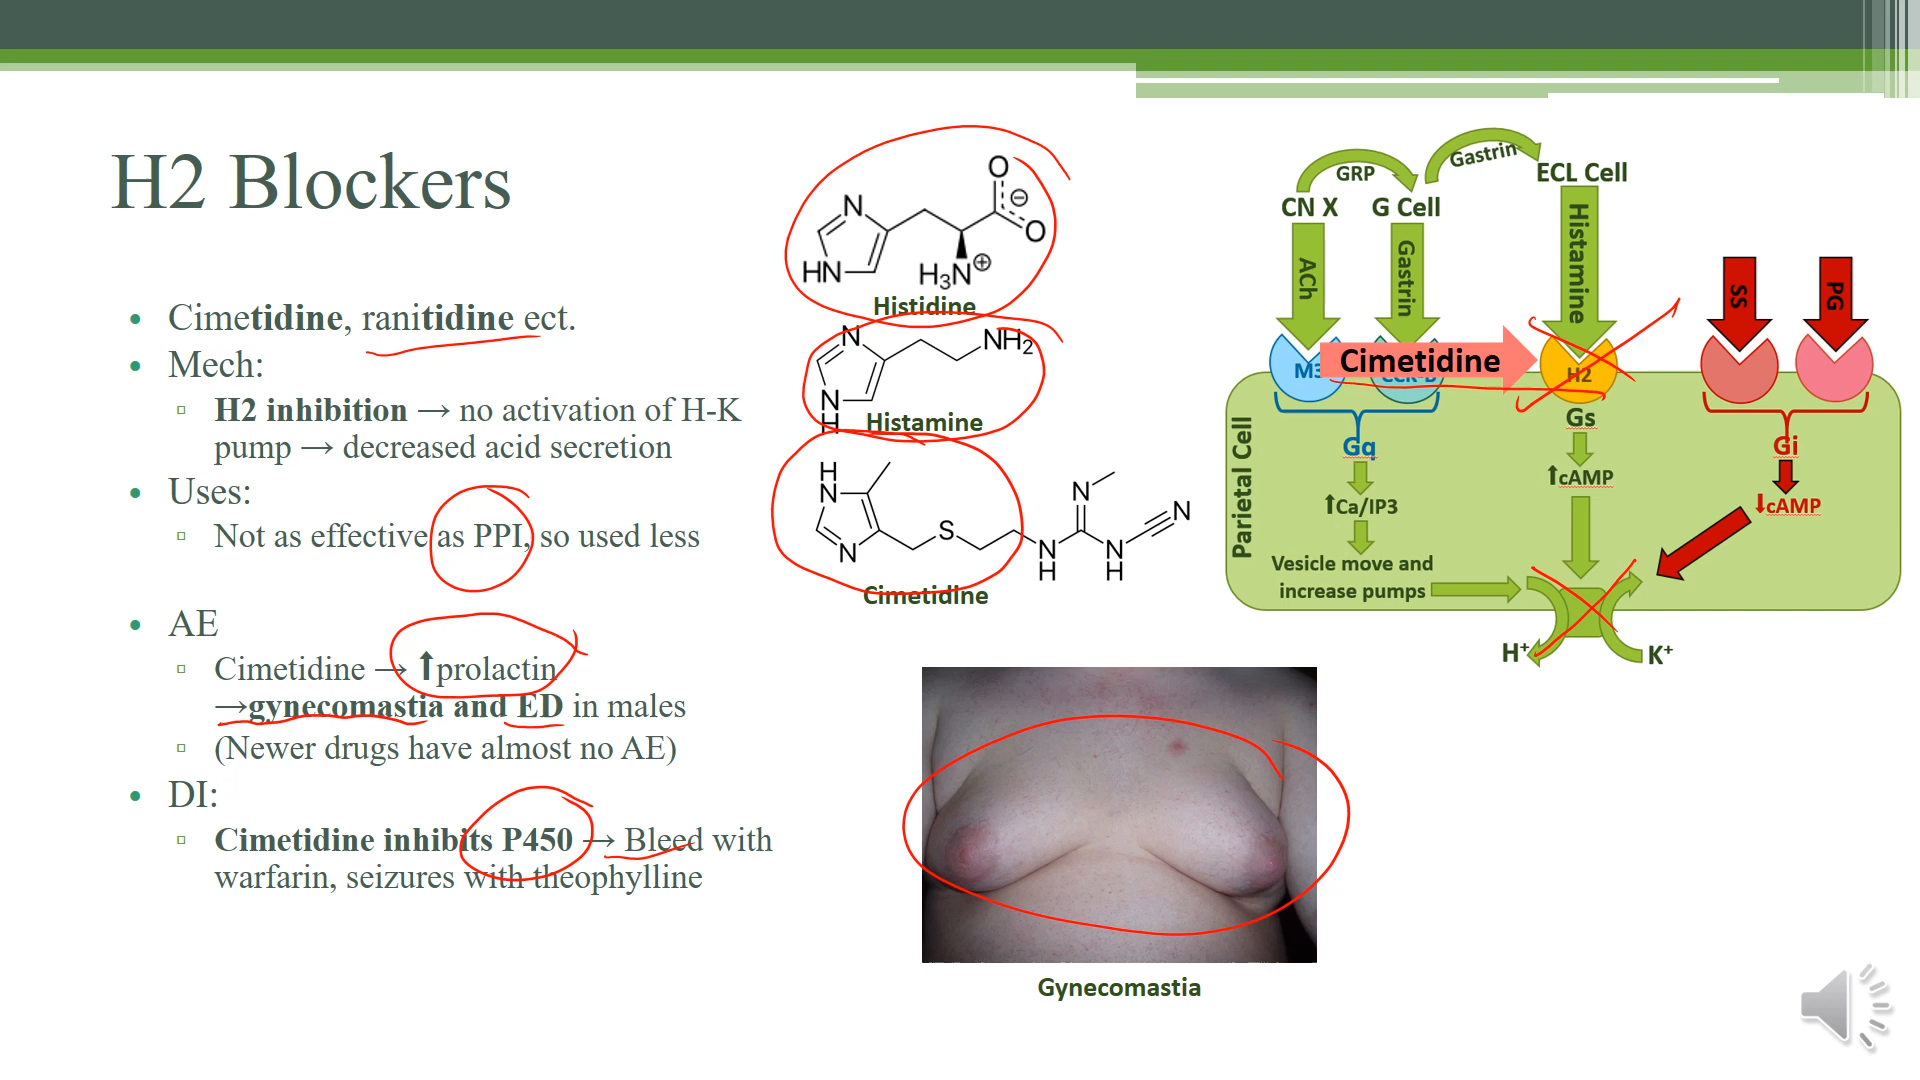 H2 Blockers
• Cimetidine, ranitidine ect.
• Mech:
▫ H2 inhibition → no activation of H-K
pump → decreased acid secretion
• Uses:
▫ Not as effective as PPI, so used less
• AE
▫ Cimetidine → ⬆prolactin
→gynecomastia and ED in males
▫ (Newer drugs have almost no AE)
• DI:
▫ Cimetidine inhibits P450 → Bleed with
warfarin, seizures with theophylline
N
HN
O
⊖
O
H₃N⊕
Histidine
N
N
H
NH₂
Histamine
H
N
N
S
N
H
N
N
H
N
Cimetidine
Gynecomastia
GRP
Gastrin
ECL Cell
CN X
G Cell
ACh
Gastrin
Histamine
SS
PG
M3
Cimetidine
CCK-B
H2
Parietal Cell
Gq
Gs
Gi
⬆Ca/IP3
⬆cAMP
⬇cAMP
Vesicle move and
increase pumps
H⁺
K⁺